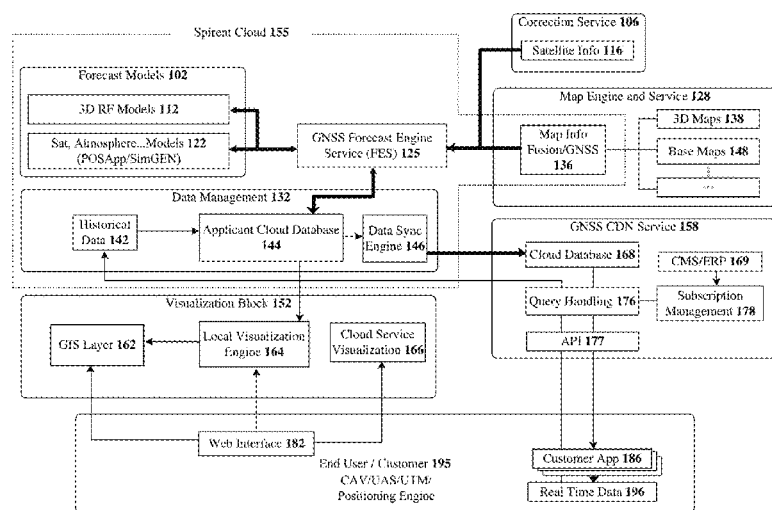 Spirent Cloud 155
Correction Service 106
Satellite Info 116
Forecast Models 102
3D RF Models 112
Sat, Atmosphere...Models 122
(POSApp/SimGEN)
GNSS Forecast Engine
Service (FES) 125
Map Engine and Service 128
Map Info
Fusion/GNSS
136
3D Maps 138
Base Maps 148
...
Data Management 132
Historical
Data 142
Applicant Cloud Database
144
Data Sync
Engine 146
GNSS CDN Service 158
Cloud Database 168
CMS/ERP 169
Query Handling 176
Subscription
Management 178
API 177
Visualization Block 152
GIS Layer 162
Local Visualization
Engine 164
Cloud Service
Visualization 166
Web Interface 182
End User / Customer 195
CAV/UAS/UTM/
Positioning Engine
Customer App 186
Real Time Data 196